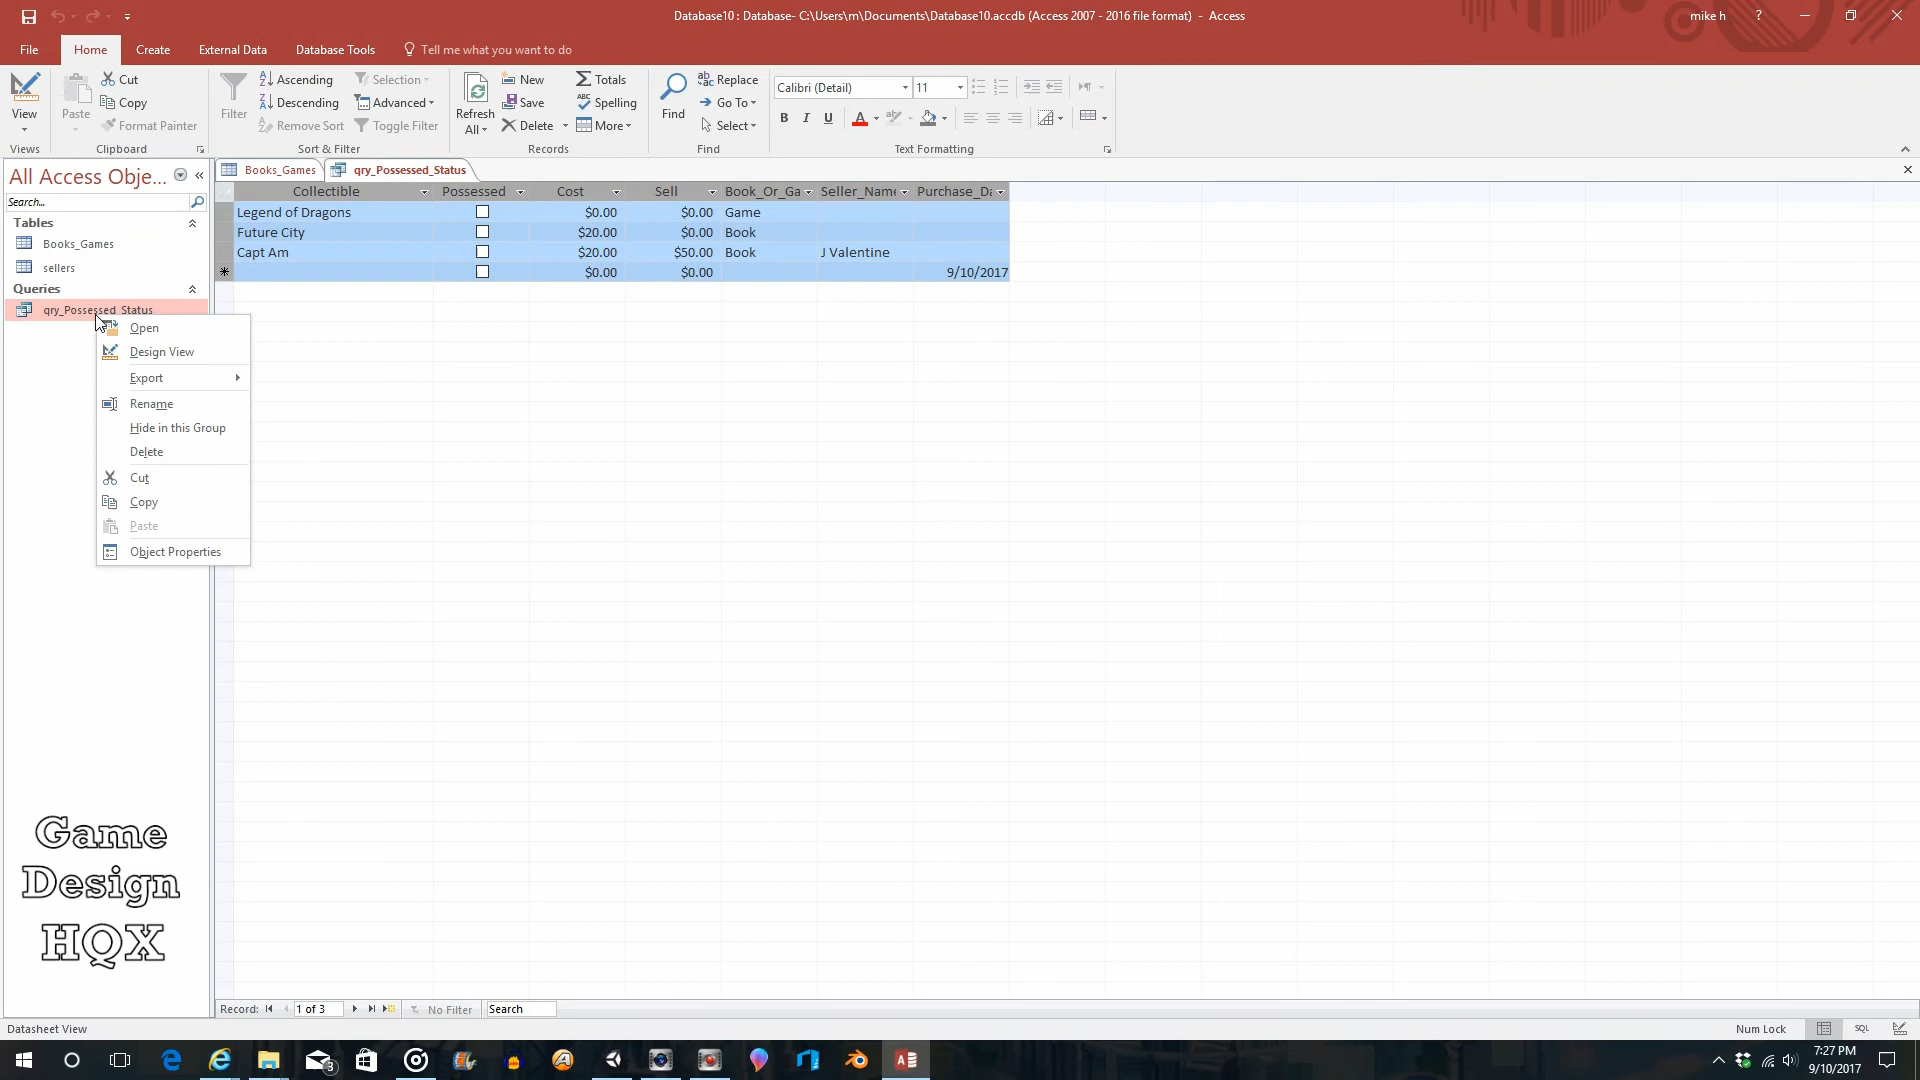 Database10 : Database- C:\Users\m\Documents\Database10.accdb (Access 2007 - 2016 file format) - Access
mike h
?
File Home Create External Data Database Tools Tell me what you want to do
View
Views
Paste
Cut
Copy
Format Painter
Clipboard
Filter
Ascending
Descending
Remove Sort
Selection
Advanced
Toggle Filter
Sort & Filter
Refresh
All
New
Save
Delete
Totals
Spelling
More
Records
Find
Replace
Go To
Select
Find
Calibri (Detail) 11
B I U A
Text Formatting
All Access Obje...
Search...
Tables
Books_Games
sellers
Queries
qry_Possessed_Status
Open
Design View
Export
Rename
Hide in this Group
Delete
Cut
Copy
Paste
Object Properties
Game
Design
HQX
Books_Games qry_Possessed_Status
Collectible Possessed Cost Sell Book_Or_Ga Seller_Name Purchase_Da
Legend of Dragons $0.00 $0.00 Game
Future City $20.00 $0.00 Book
Capt Am $20.00 $50.00 Book J Valentine
$0.00 $0.00 9/10/2017
Record: 1 of 3 No Filter Search
Datasheet View
Num Lock
SQL
3
7:27 PM
9/10/2017